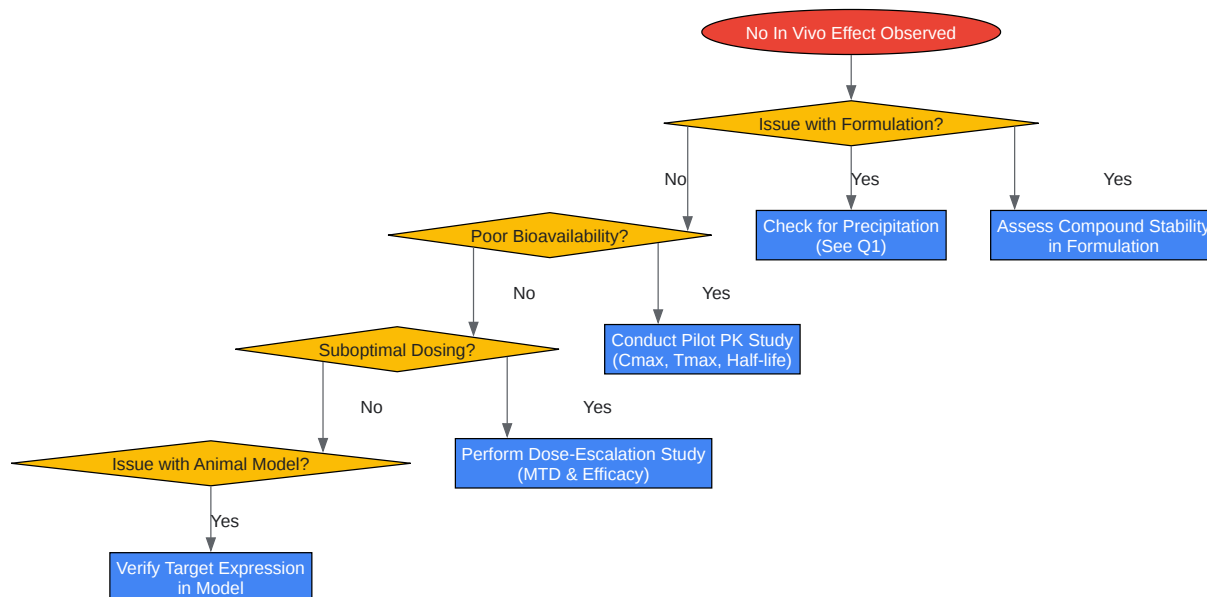 No In Vivo Effect Observed
Issue with Formulation?
No
Yes
Yes
Check for Precipitation
(See Q1)
Assess Compound Stability
in Formulation
Poor Bioavailability?
No
Yes
Conduct Pilot PK Study
(Cmax, Tmax, Half-life)
Suboptimal Dosing?
No
Yes
Perform Dose-Escalation Study
(MTD & Efficacy)
Issue with Animal Model?
Yes
Verify Target Expression
in Model